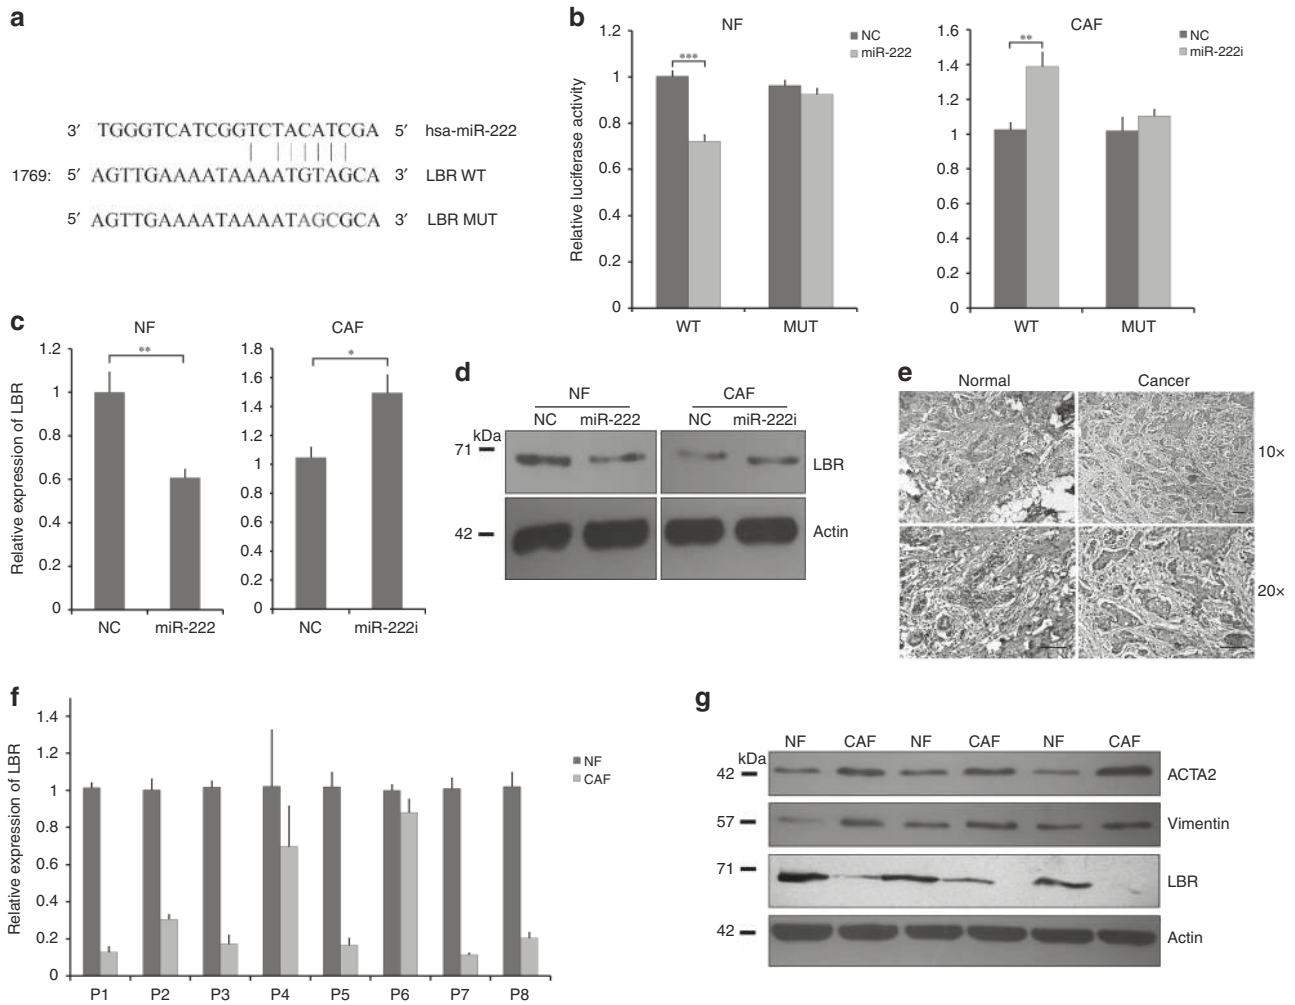 a
3′ TGGGTCATCGGTCTACATCGA 5′ hsa-miR-222
1769: 5′ AGTTGAAAATAAAATGTAGCA 3′ LBR WT
5′ AGTTGAAAATAAAATAGCGCA 3′ LBR MUT
b
NF
NC
miR-222
Relative luciferase activity
1.2
1
0.8
0.6
0.4
0.2
0
***
WT
MUT
CAF
NC
miR-222i
1.6
1.4
1.2
1
0.8
0.6
0.4
0.2
0
**
WT
MUT
c
NF
Relative expression of LBR
1.2
1
0.8
0.6
0.4
0.2
0
**
NC
miR-222
CAF
1.8
1.6
1.4
1.2
1
0.8
0.6
0.4
0.2
0
*
NC
miR-222i
d
NF CAF
NC miR-222 NC miR-222i
kDa
71
LBR
42
Actin
e
Normal Cancer
10×
20×
f
Relative expression of LBR
1.4
1.2
1
0.8
0.6
0.4
0.2
0
NF
CAF
P1 P2 P3 P4 P5 P6 P7 P8
g
NF CAF NF CAF NF CAF
kDa
42 ACTA2
57 Vimentin
71 LBR
42 Actin